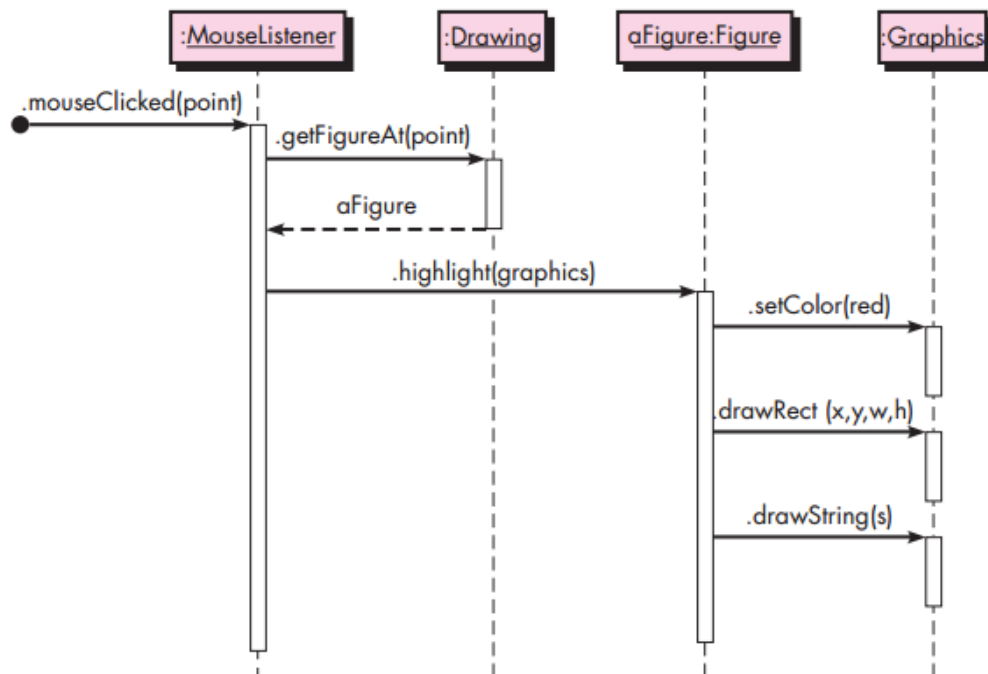 :MouseListener
:Drawing
aFigure:Figure
:Graphics
.mouseClicked(point)
.getFigureAt(point)
aFigure
.highlight(graphics)
.setColor(red)
.drawRect (x,y,w,h)
.drawString(s)